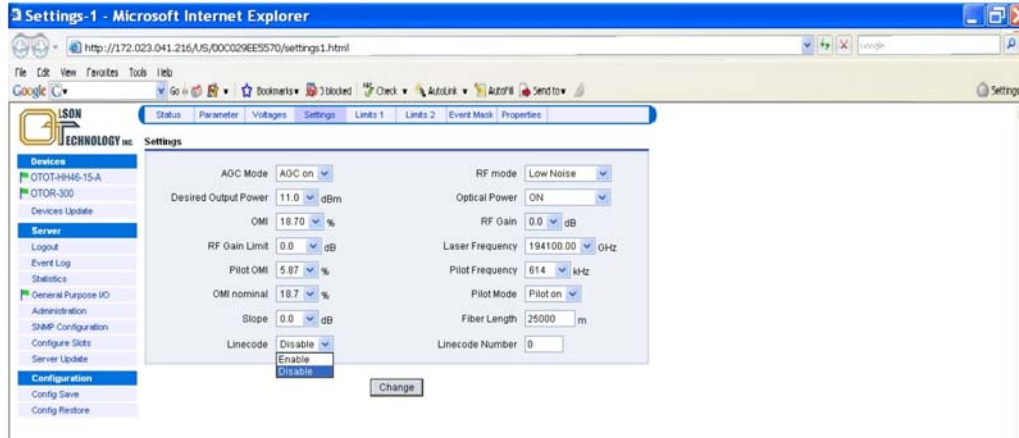 Settings-1 - Microsoft Internet Explorer
http://172.023.041.216/US/00C029EE5570/settings1.html
Google
File Edit View Favorites Tools Help
Google Go Bookmarks 3 blocked Check AutoLink AutoFill Send to Settings
OLSON TECHNOLOGY INC.
Status Parameter Voltages Settings Limits 1 Limits 2 Event Mask Properties
Settings
Devices
OTOT-HH46-15-A
OTOR-300
Devices Update
Server
Logout
Event Log
Statistics
General Purpose I/O
Administration
SNMP Configuration
Configure Slots
Server Update
Configuration
Config Save
Config Restore
AGC Mode AGC on
Desired Output Power 11.0 dBm
OMI 18.70 %
RF Gain Limit 0.0 dB
Pilot OMI 5.87 %
OMI nominal 18.7 %
Slope 0.0 dB
Linecode Disable
Enable
Disable
RF mode Low Noise
Optical Power ON
RF Gain 0.0 dB
Laser Frequency 194100.00 GHz
Pilot Frequency 614 kHz
Pilot Mode Pilot on
Fiber Length 25000 m
Linecode Number 0
Change